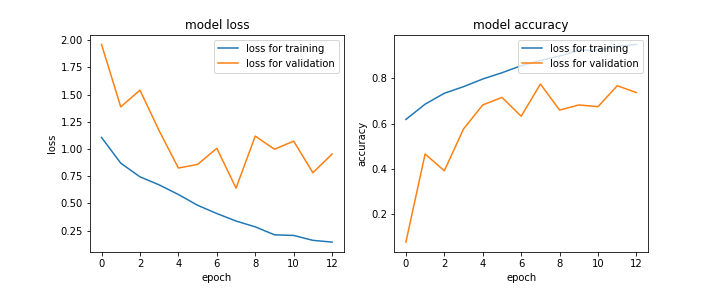 model loss
loss for training
loss for validation
2.00
1.75
1.50
1.25
1.00
0.75
0.50
0.25
loss
0 2 4 6 8 10 12
epoch
model accuracy
loss for training
loss for validation
0.8
0.6
0.4
0.2
accuracy
0 2 4 6 8 10 12
epoch